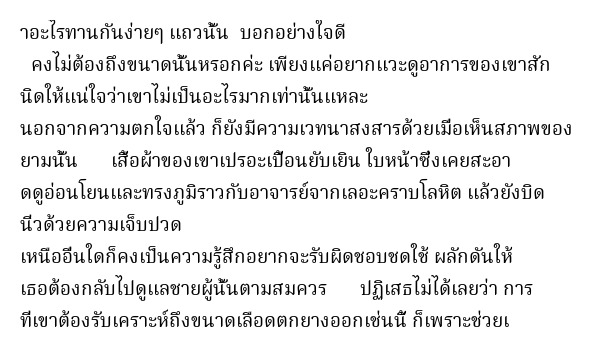 าอะไรทานกันง่ายๆ แถวนั้น  บอกอย่างใจดี
คงไม่ต้องถึงขนาดนั้นหรอกค่ะ เพียงแค่อยากแวะดูอาการของเขาสัก
นิดให้แน่ใจว่าเขาไม่เป็นอะไรมากเท่านั้นแหละ
นอกจากความตกใจแล้ว ก็ยังมีความเวทนาสงสารด้วยเมื่อเห็นสภาพของ
ยามนั้น      เสื้อผ้าของเขาเปรอะเปื้อนยับเยิน ใบหน้าซึ่งเคยสะอา
ดดูอ่อนโยนและทรงภูมิราวกับอาจารย์จากเลอะคราบโลหิต แล้วยังบิด
นิ่วด้วยความเจ็บปวด
เหนืออื่นใดก็คงเป็นความรู้สึกอยากจะรับผิดชอบชดใช้ ผลักดันให้
เธอต้องกลับไปดูแลชายผู้นั้นตามสมควร      ปฏิเสธไม่ได้เลยว่า การ
ที่เขาต้องรับเคราะห์ถึงขนาดเลือดตกยางออกเช่นนี้ ก็เพราะช่วยเ